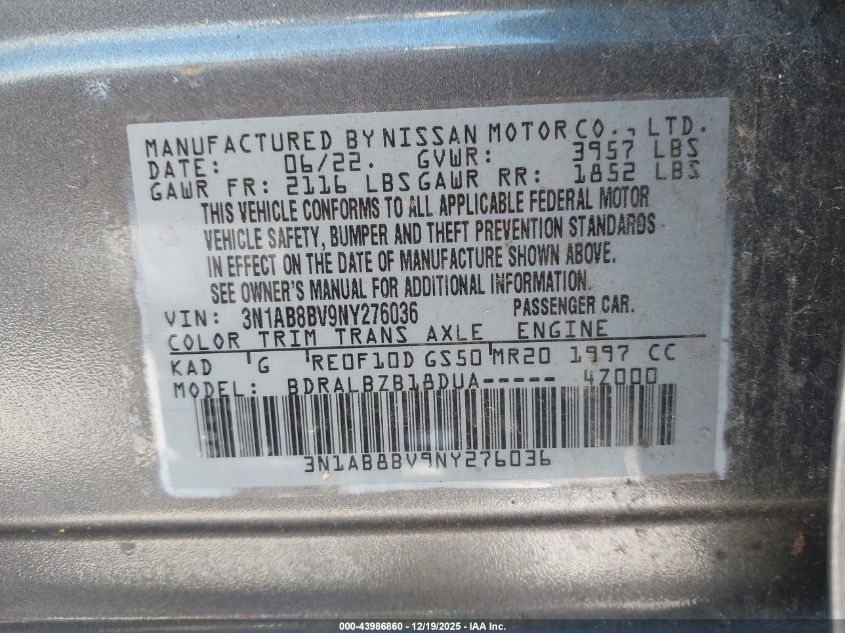 MANUFACTURED BY NISSAN MOTOR CO., LTD.
DATE: 06/22. GVWR: 3957 LBS
GAWR FR: 2116 LBS GAWR RR: 1852 LBS
THIS VEHICLE CONFORMS TO ALL APPLICABLE FEDERAL MOTOR
VEHICLE SAFETY, BUMPER AND THEFT PREVENTION STANDARDS
IN EFFECT ON THE DATE OF MANUFACTURE SHOWN ABOVE.
SEE OWNER'S MANUAL FOR ADDITIONAL INFORMATION.
VIN: 3N1AB8BV9NY276036 PASSENGER CAR.
COLOR TRIM TRANS AXLE ENGINE
KAD G RE0F10D GS50 MR20 1997 CC
MODEL: BDRALBZB18DUA----- 4Z000
3N1AB8BV9NY276036
000-43986860 - 12/19/2025 - IAA Inc.